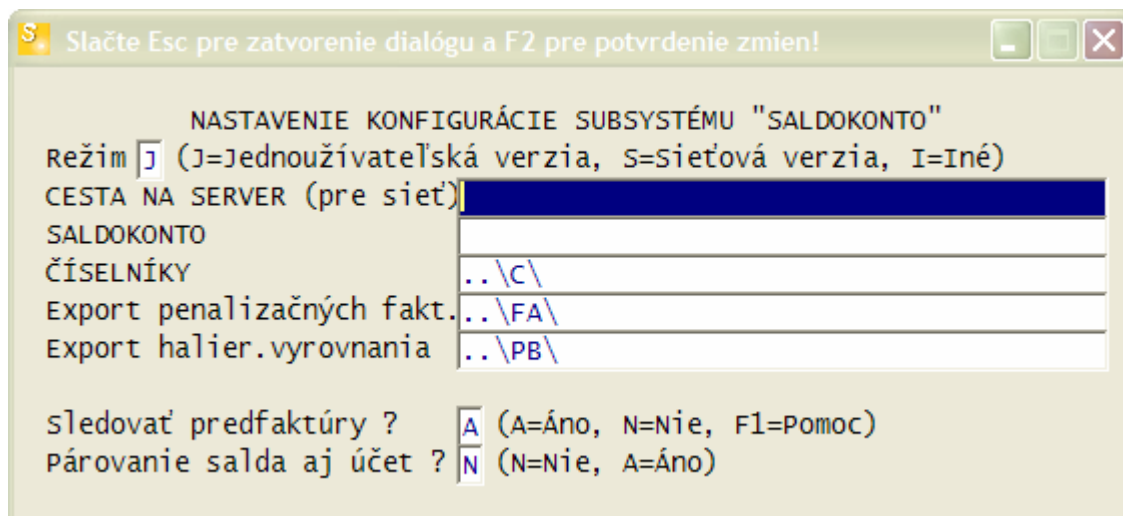 Slačte Esc pre zatvorenie dialógu a F2 pre potvrdenie zmien!
NASTAVENIE KONFIGURÁCIE SUBSYSTÉMU "SALDOKONTO"
Režim J (J=Jednoužívateľská verzia, S=Sieťová verzia, I=Iné)
CESTA NA SERVER (pre sieť)
SALDOKONTO
ČÍSELNÍKY ..\C\
Export penalizačných fakt. ..\FA\
Export halier.vyrovnania ..\PB\
Sledovať predfaktúry ? A (A=Áno, N=Nie, F1=Pomoc)
Párovanie salda aj účet ? N (N=Nie, A=Áno)